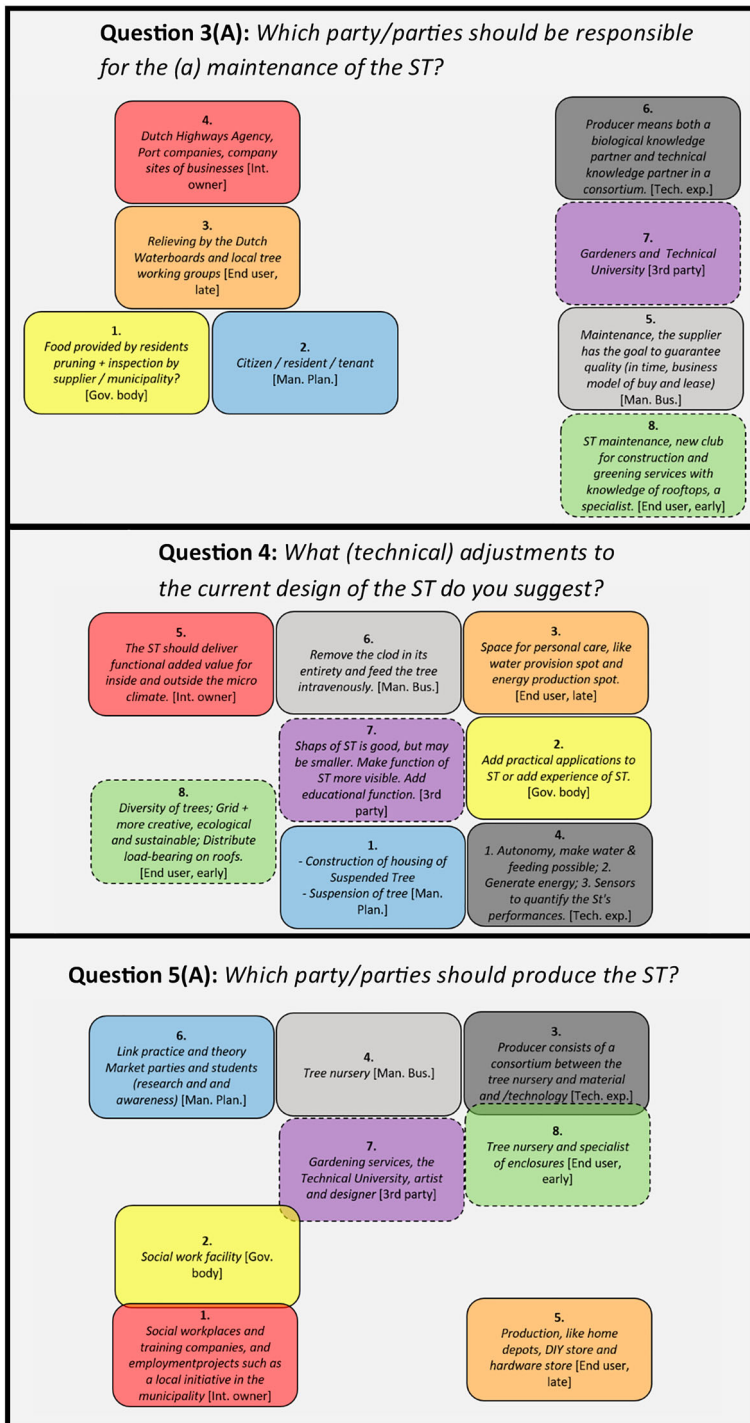 Question 3(A): Which party/parties should be responsible
for the (a) maintenance of the ST?
4.
Dutch Highways Agency,
Port companies, company
sites of businesses [Int.
owner]
3.
Relieving by the Dutch
Waterboards and local tree
working groups [End user,
late]
1.
Food provided by residents
pruning + inspection by
supplier / municipality?
[Gov. body]
2.
Citizen / resident / tenant
[Man. Plan.]
6.
Producer means both a
biological knowledge
partner and technical
knowledge partner in a
consortium. [Tech. exp.]
7.
Gardeners and Technical
University [3rd party]
5.
Maintenance, the supplier
has the goal to guarantee
quality (in time, business
model of buy and lease)
[Man. Bus.]
8.
ST maintenance, new club
for construction and
greening services with
knowledge of rooftops, a
specialist. [End user, early]
Question 4: What (technical) adjustments to
the current design of the ST do you suggest?
5.
The ST should deliver
functional added value for
inside and outside the micro
climate. [Int. owner]
6.
Remove the clod in its
entirety and feed the tree
intravenously. [Man. Bus.]
3.
Space for personal care, like
water provision spot and
energy production spot.
[End user, late]
7.
Shaps of ST is good, but may
be smaller. Make function of
ST more visible. Add
educational function. [3rd
party]
2.
Add practical applications to
ST or add experience of ST.
[Gov. body]
8.
Diversity of trees; Grid +
more creative, ecological
and sustainable; Distribute
load-bearing on roofs.
[End user, early]
1.
- Construction of housing of
Suspended Tree
- Suspension of tree [Man.
Plan.]
4.
1. Autonomy, make water &
feeding possible; 2.
Generate energy; 3. Sensors
to quantify the St's
performances. [Tech. exp.]
Question 5(A): Which party/parties should produce the ST?
6.
Link practice and theory
Market parties and students
(research and and
awareness) [Man. Plan.]
4.
Tree nursery [Man. Bus.]
3.
Producer consists of a
consortium between the
tree nursery and material
and /technology [Tech. exp.]
7.
Gardening services, the
Technical University, artist
and designer [3rd party]
8.
Tree nursery and specialist
of enclosures [End user,
early]
2.
Social work facility [Gov.
body]
1.
Social workplaces and
training companies, and
employmentprojects such as
a local initiative in the
municipality [Int. owner]
5.
Production, like home
depots, DIY store and
hardware store [End user,
late]